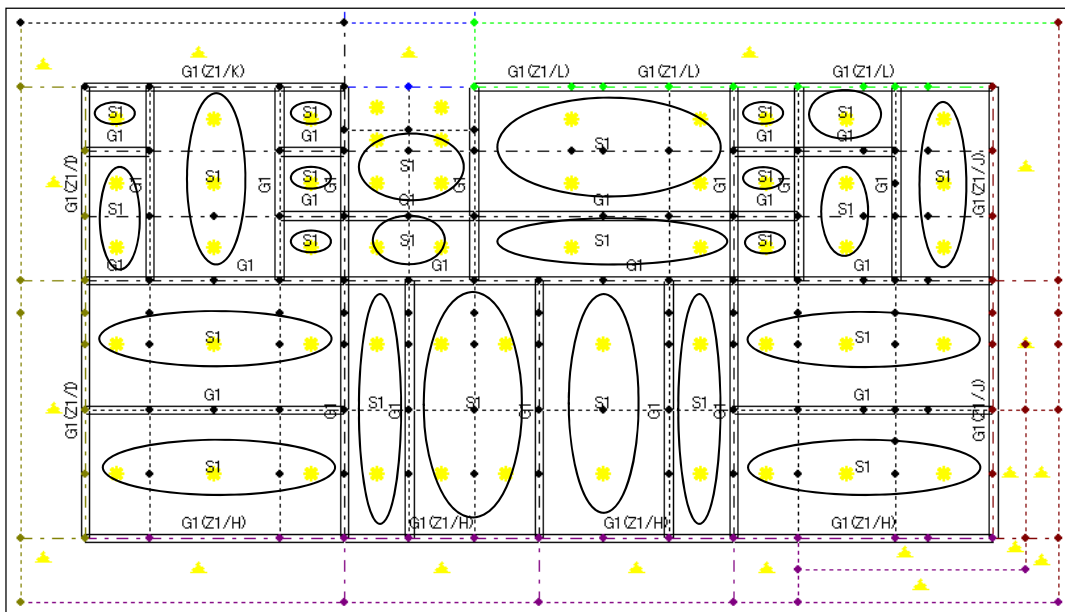 G1(Z1/K) G1(Z1/L) G1(Z1/L) G1(Z1/L)
S1 S1 S1 S1
G1 G1 G1 G1
S1
S1
S1 S1 S1 S1
G1(Z1/I) G1 G1 G1 G1 G1 G1 G1(Z1/J)
G1 G1 G1 G1
S1 S1
S1 S1 S1 S1
G1 G1 G1 G1 G1
S1 S1
G1 G1
S1 S1 S1 S1
G1(Z1/I) G1 G1 G1 G1 G1 G1(Z1/J)
S1 S1
G1(Z1/H) G1(Z1/H) G1(Z1/H) G1(Z1/H)